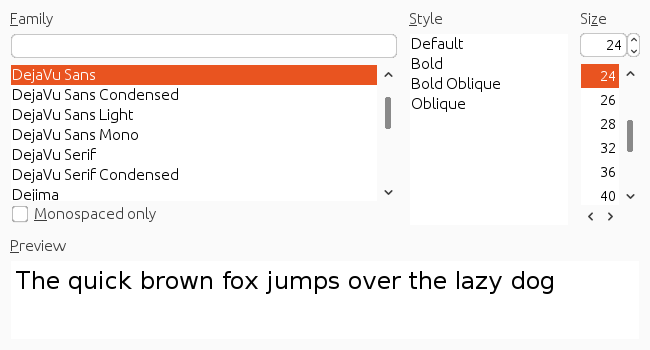 Family
DejaVu Sans
DejaVu Sans Condensed
DejaVu Sans Light
DejaVu Sans Mono
DejaVu Serif
DejaVu Serif Condensed
Dejima
Monospaced only
Style
Default
Bold
Bold Oblique
Oblique
Size
24
24
26
28
32
36
40
Preview
The quick brown fox jumps over the lazy dog